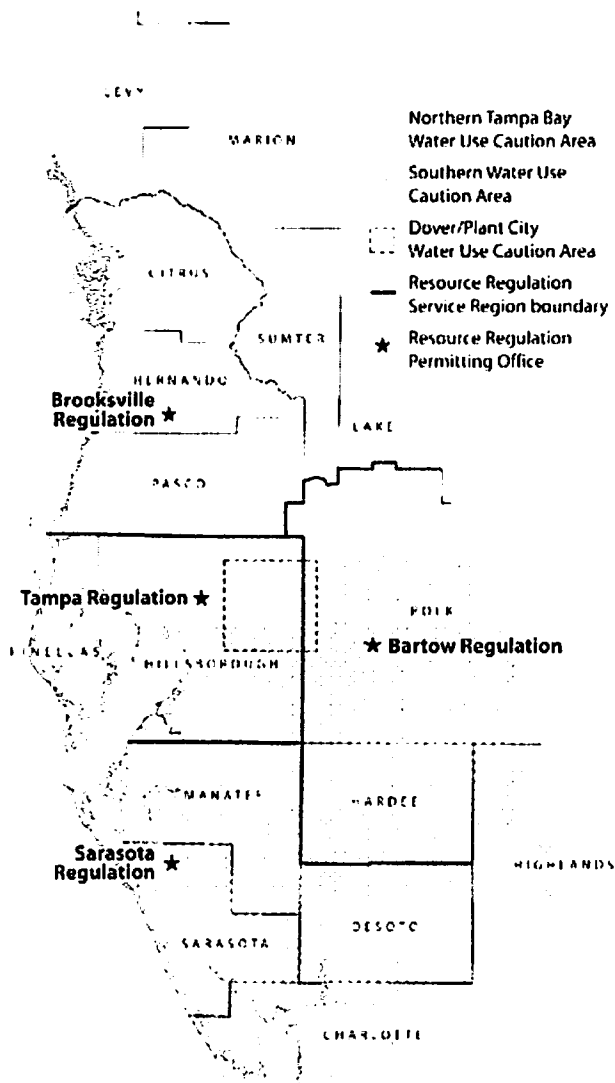 LEVY
MARION
Northern Tampa Bay
Water Use Caution Area
Southern Water Use
Caution Area
Dover/Plant City
Water Use Caution Area
Resource Regulation
Service Region boundary
Resource Regulation
Permitting Office
CITRUS
SUMTER
HERNANDO
Brooksville
Regulation
LAKE
PASCO
Tampa Regulation
POLK
PINELLAS
HILLSBOROUGH
Bartow Regulation
MANATEE
HARDEE
Sarasota
Regulation
HIGHLANDS
DESOTO
SARASOTA
CHARLOTTE